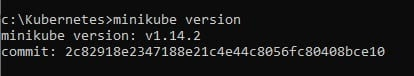 c:\Kubernetes>minikube version
minikube version: v1.14.2
commit: 2c82918e2347188e21c4e44c8056fc80408bce10